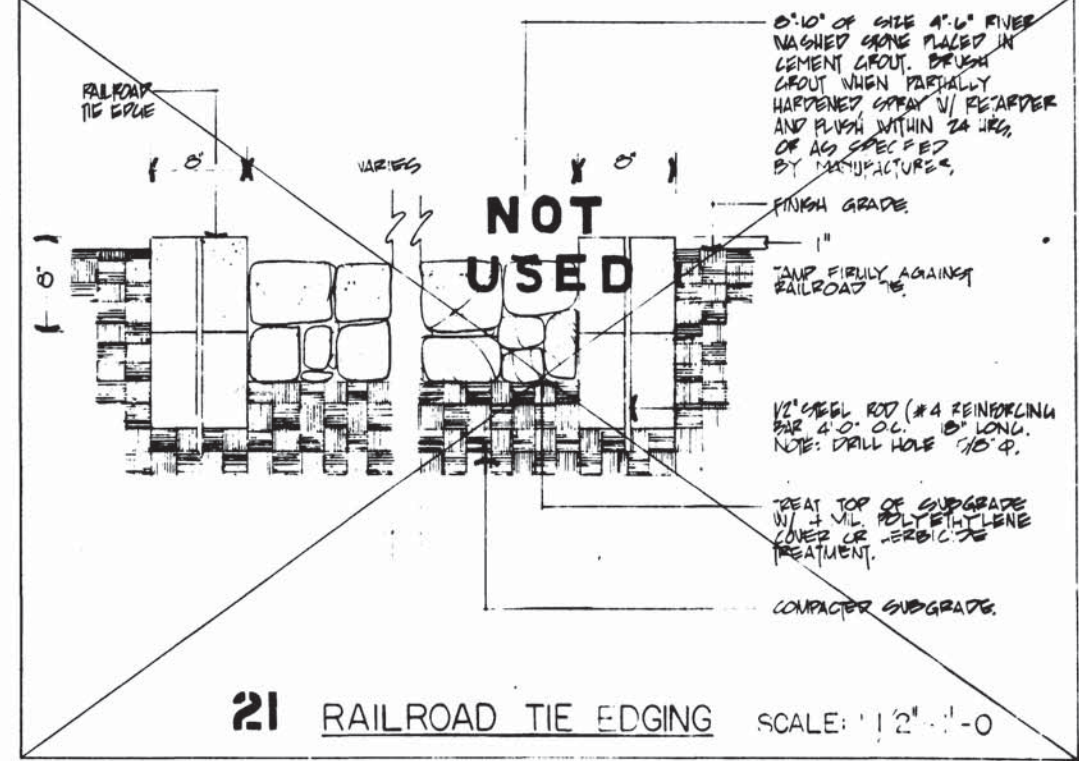 8"-10" OF SIZE 4"-6" RIVER
WASHED STONE PLACED IN
CEMENT GROUT. BRUSH
GROUT WHEN PARTIALLY
HARDENED, SPRAY W/ RETARDER
AND FLUSH WITHIN 24 HRS,
OR AS SPECIFIED
BY MANUFACTURER.
RAILROAD
TIE EDGE
8"
VARIES
8"
NOT
USED
FINISH GRADE.
1"
8"
TAMP FIRMLY AGAINST
RAILROAD TIE.
1/2" STEEL ROD (#4 REINFORCING
BAR 4'-0" O.C. 18" LONG.
NOTE: DRILL HOLE 5/8" Φ.
TREAT TOP OF SUBGRADE
W/ 4 MIL. POLYETHYLENE
COVER OR HERBICIDE
TREATMENT.
COMPACTED SUBGRADE.
21 RAILROAD TIE EDGING SCALE: